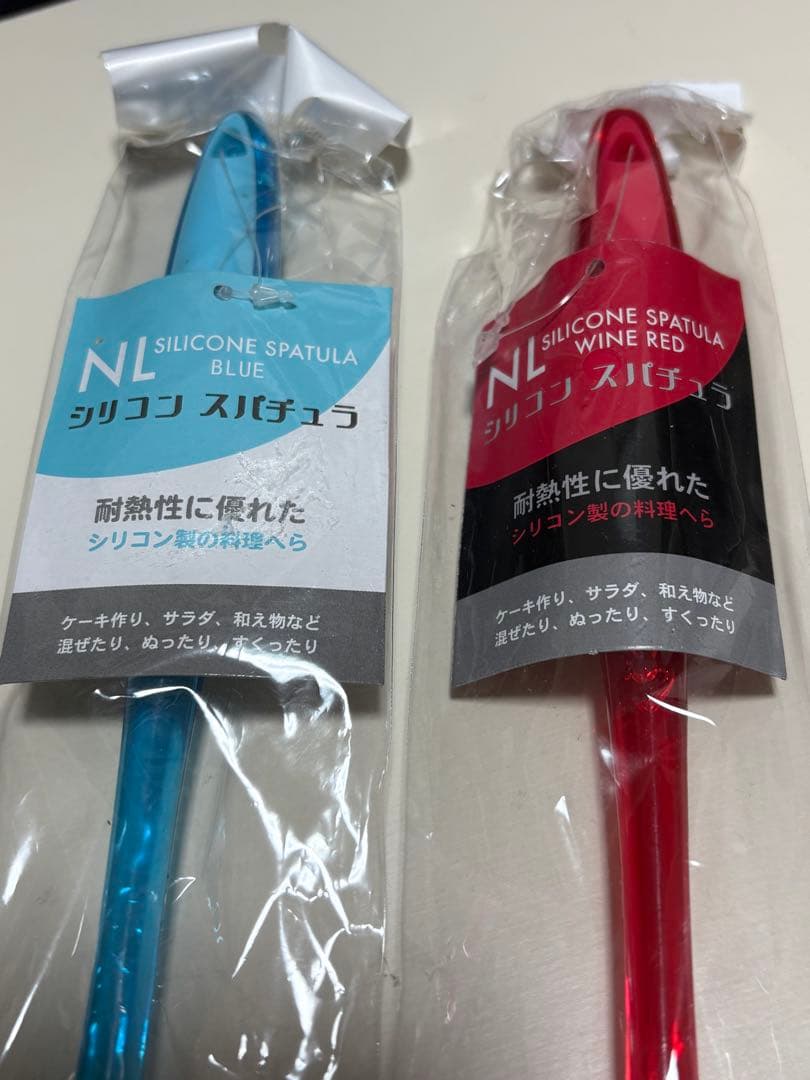 NL SILICONE SPATULA
BLUE
シリコン スパチュラ
耐熱性に優れた
シリコン製の料理へら
ケーキ作り、サラダ、和え物など
混ぜたり、ぬったり、すくったり
NL SILICONE SPATULA
WINE RED
シリコン スパチュラ
耐熱性に優れた
シリコン製の料理へら
ケーキ作り、サラダ、和え物など
混ぜたり、ぬったり、すくったり